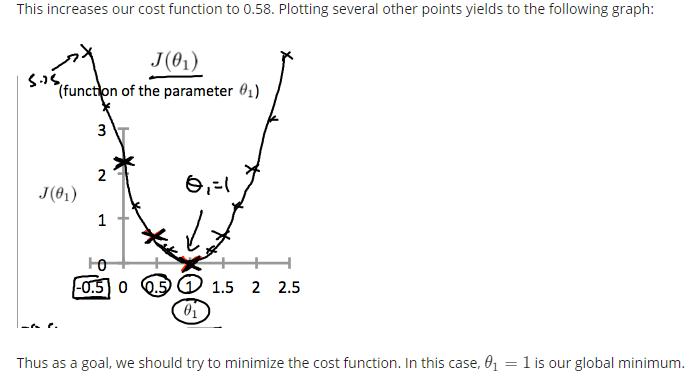 This increases our cost function to 0.58. Plotting several other points yields to the following graph:
J(θ₁)
5.25
(function of the parameter θ₁)
3
2
θ₁=1
J(θ₁)
1
0
-0.5 0 0.5 1 1.5 2 2.5
θ₁
Thus as a goal, we should try to minimize the cost function. In this case, θ₁ = 1 is our global minimum.